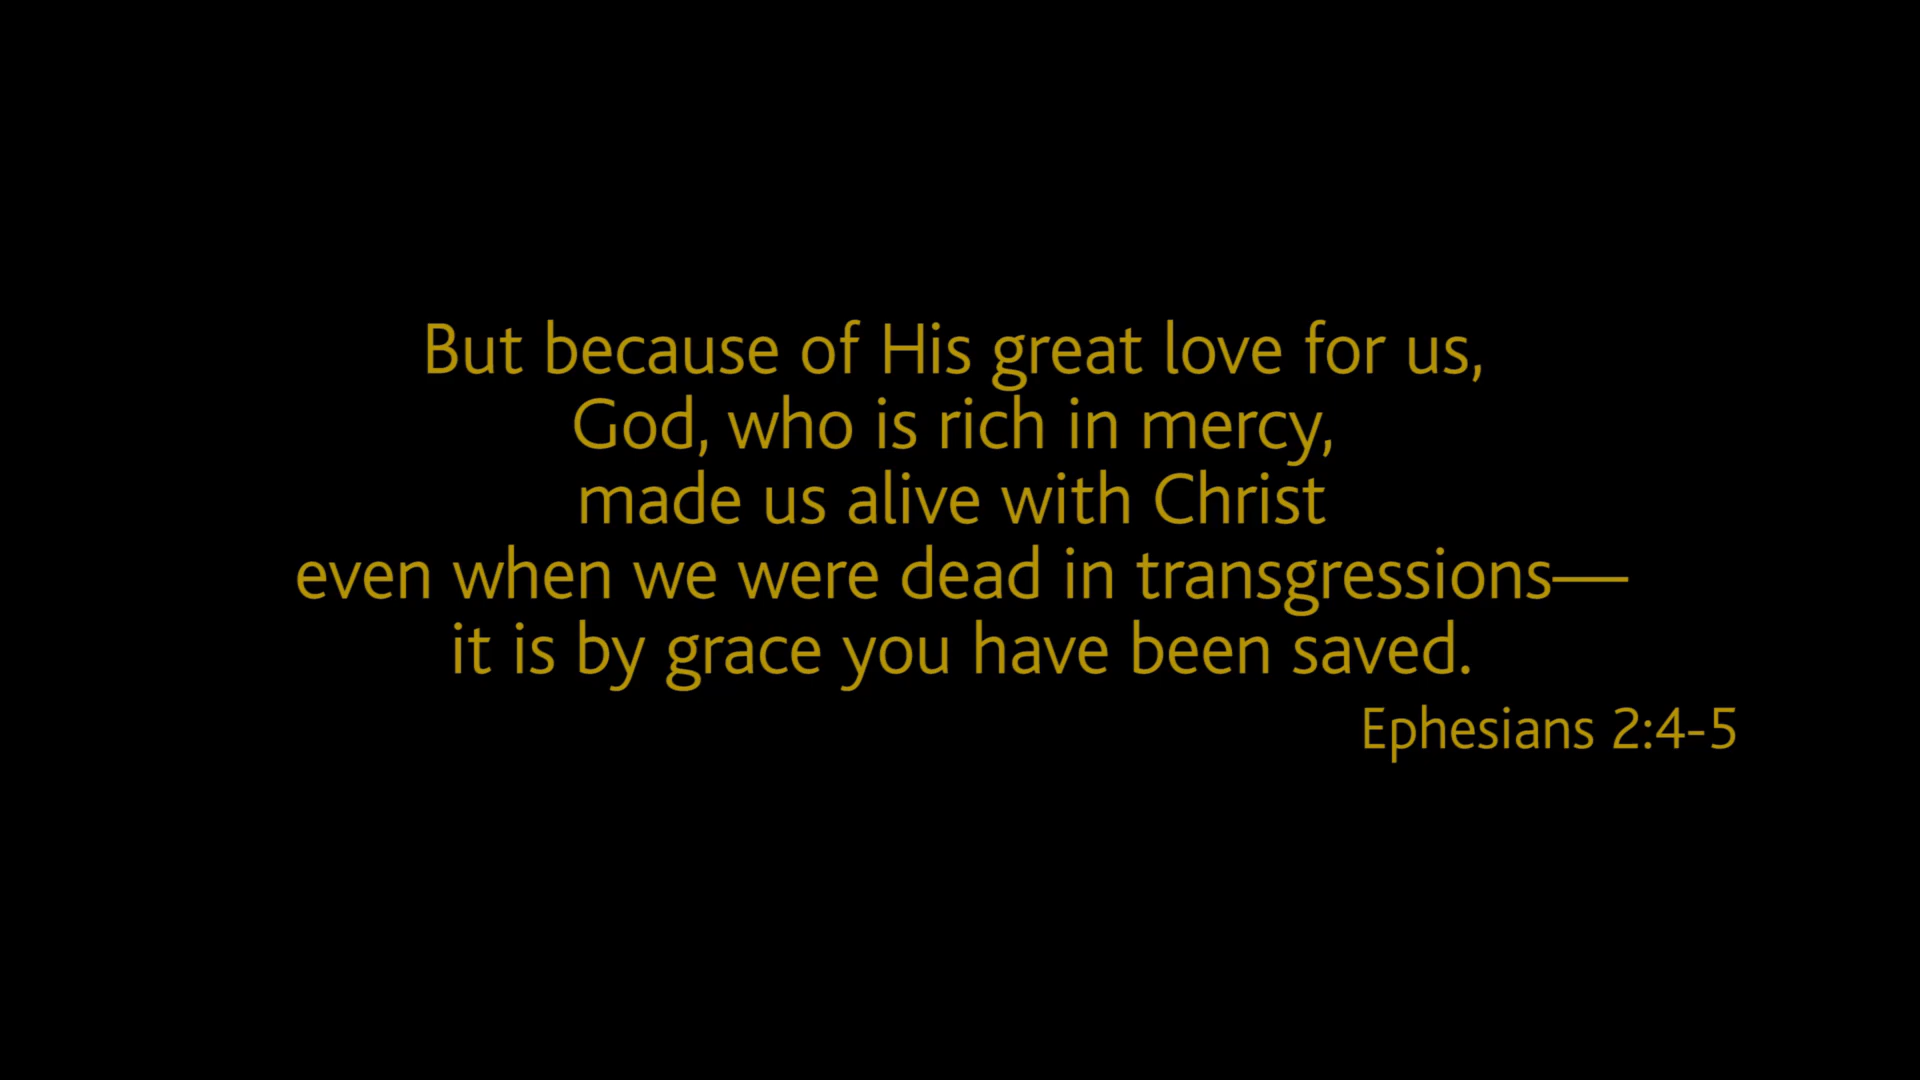 But because of His great love for us,
God, who is rich in mercy,
made us alive with Christ
even when we were dead in transgressions—
it is by grace you have been saved.
Ephesians 2:4-5